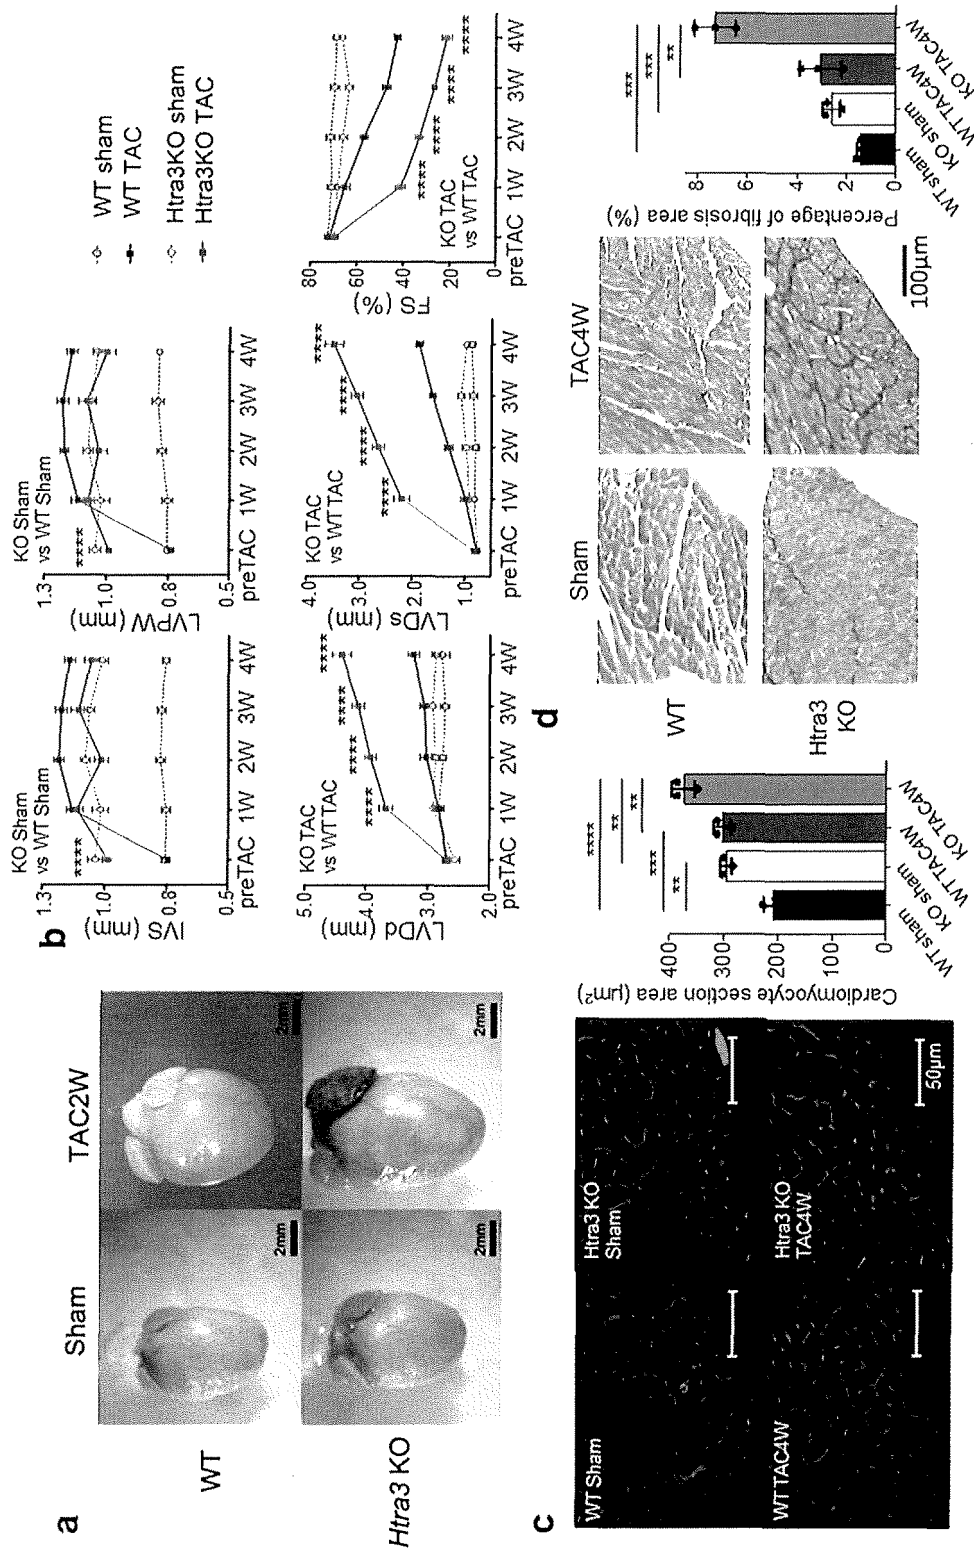 a
Sham
TAC2W
WT
Htra3 KO
2mm
2mm
2mm
2mm
b
KO Sham
vs WT Sham
****
IVS (mm)
1.3
1.0
0.8
0.5
preTAC 1W 2W 3W 4W
KO Sham
vs WT Sham
****
LVPW (mm)
1.3
1.0
0.8
0.5
preTAC 1W 2W 3W 4W
WT sham
WT TAC
Htra3KO sham
Htra3KO TAC
LVDd (mm)
5.0
4.0
3.0
2.0
KO TAC
vs WT TAC
**** **** **** ****
preTAC 1W 2W 3W 4W
LVDs (mm)
4.0
3.0
2.0
1.0
KO TAC
vs WT TAC
**** **** **** ****
preTAC 1W 2W 3W 4W
FS (%)
80
60
40
20
0
KO TAC
vs WT TAC
**** **** **** ****
preTAC 1W 2W 3W 4W
c
WT Sham
Htra3 KO
Sham
WT TAC4W
Htra3 KO
TAC4W
50μm
Cardiomyocyte section area (μm²)
400
300
200
100
0
****
**
**
***
**
WT sham
KO sham
WT TAC4W
KO TAC4W
d
Sham
TAC4W
WT
Htra3
KO
100μm
Percentage of fibrosis area (%)
8
6
4
2
0
***
***
**
WT sham
KO sham
WT TAC4W
KO TAC4W